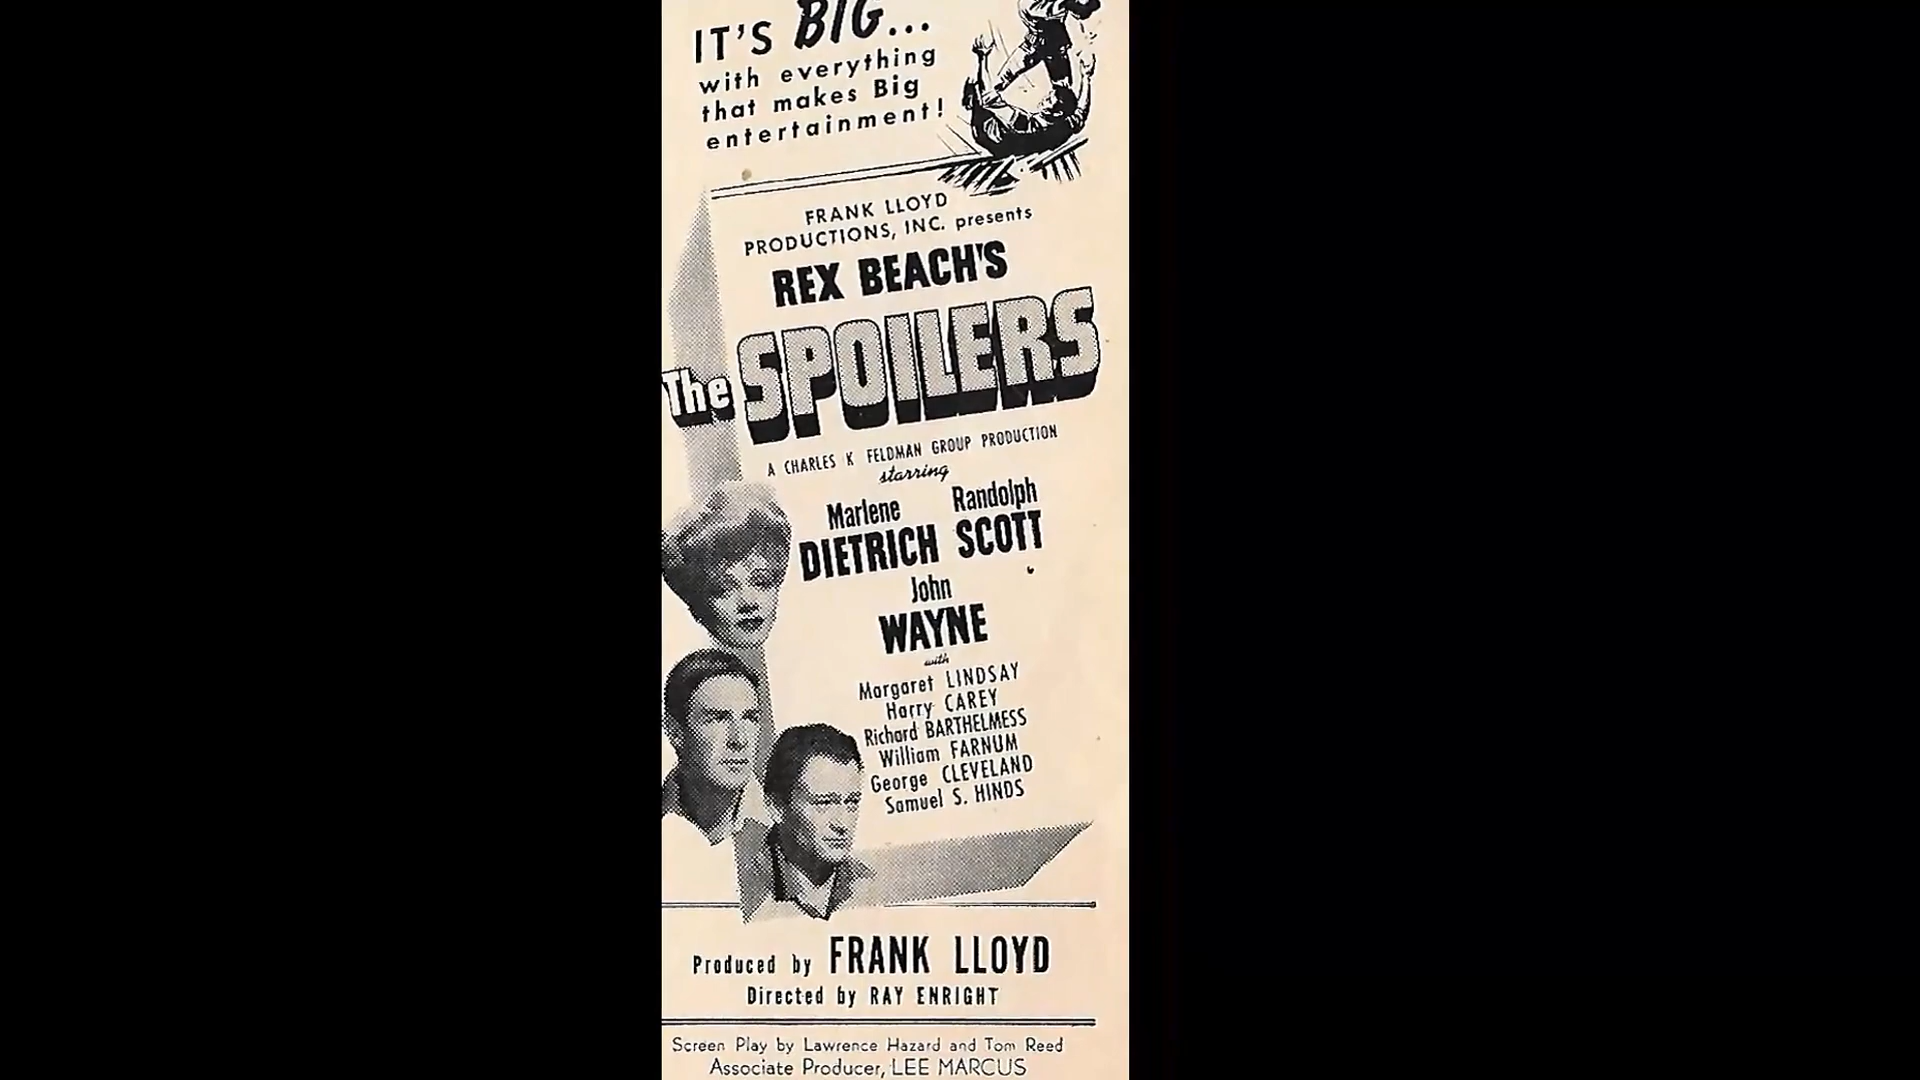 IT'S BIG...
with everything
that makes Big
entertainment!
FRANK LLOYD
PRODUCTIONS, INC. presents
REX BEACH'S
The SPOILERS
A CHARLES K FELDMAN GROUP PRODUCTION
starring
Marlene Randolph
DIETRICH SCOTT
John
WAYNE
with
Margaret LINDSAY
Harry CAREY
Richard BARTHELMESS
William FARNUM
George CLEVELAND
Samuel S. HINDS
Produced by FRANK LLOYD
Directed by RAY ENRIGHT
Screen Play by Lawrence Hazard and Tom Reed
Associate Producer, LEE MARCUS